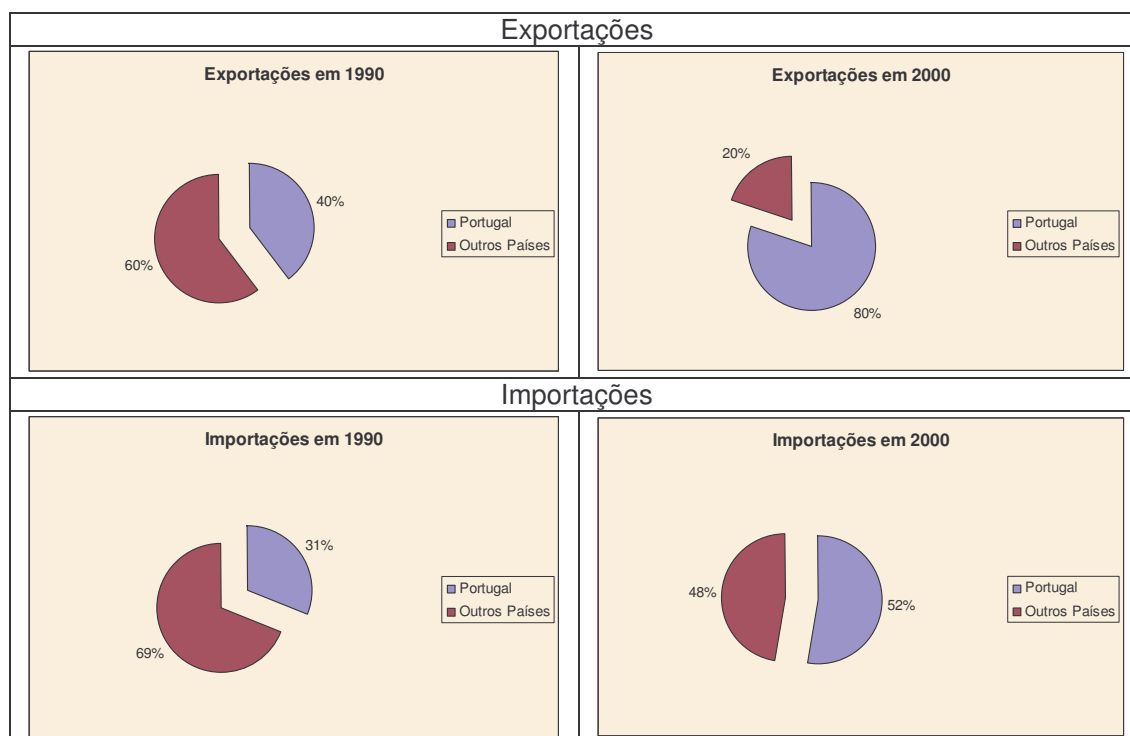 Exportações
Exportações em 1990
40%
60%
Portugal
Outros Países
Exportações em 2000
20%
80%
Portugal
Outros Países
Importações
Importações em 1990
31%
69%
Portugal
Outros Países
Importações em 2000
48%
52%
Portugal
Outros Países